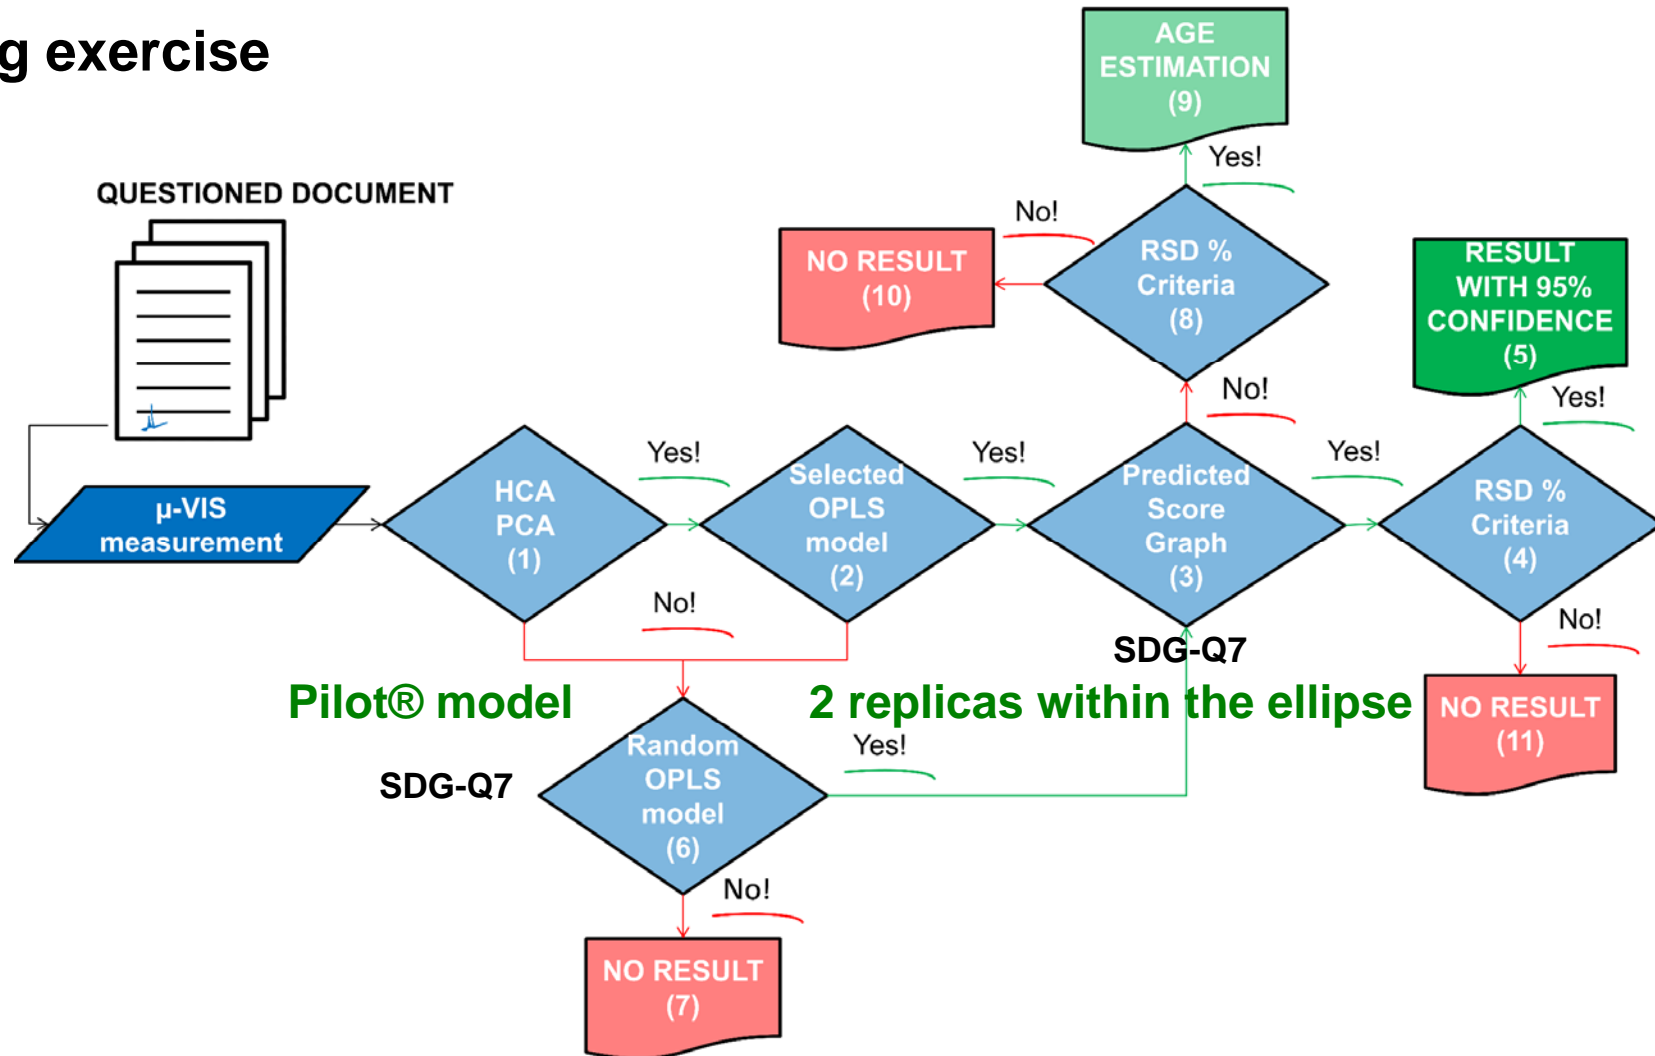 g exercise
AGE
ESTIMATION
(9)
Yes!
QUESTIONED DOCUMENT
No!
NO RESULT
(10)
RSD %
Criteria
(8)
RESULT
WITH 95%
CONFIDENCE
(5)
No!
Yes!
µ-VIS
measurement
HCA
PCA
(1)
Yes!
Selected
OPLS
model
(2)
Yes!
Predicted
Score
Graph
(3)
Yes!
RSD %
Criteria
(4)
No!
No!
SDG-Q7
Pilot® model
2 replicas within the ellipse
NO RESULT
(11)
SDG-Q7
Random
OPLS
model
(6)
Yes!
No!
NO RESULT
(7)